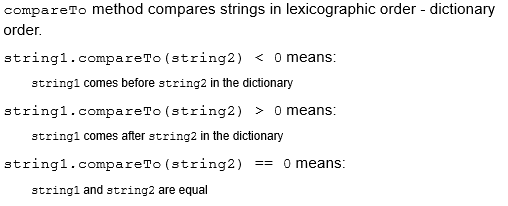 compareTo method compares strings in lexicographic order - dictionary
order.
string1.compareTo(string2) < 0 means:
string1 comes before string2 in the dictionary
string1.compareTo(string2) > 0 means:
string1 comes after string2 in the dictionary
string1.compareTo(string2) == 0 means:
string1 and string2 are equal